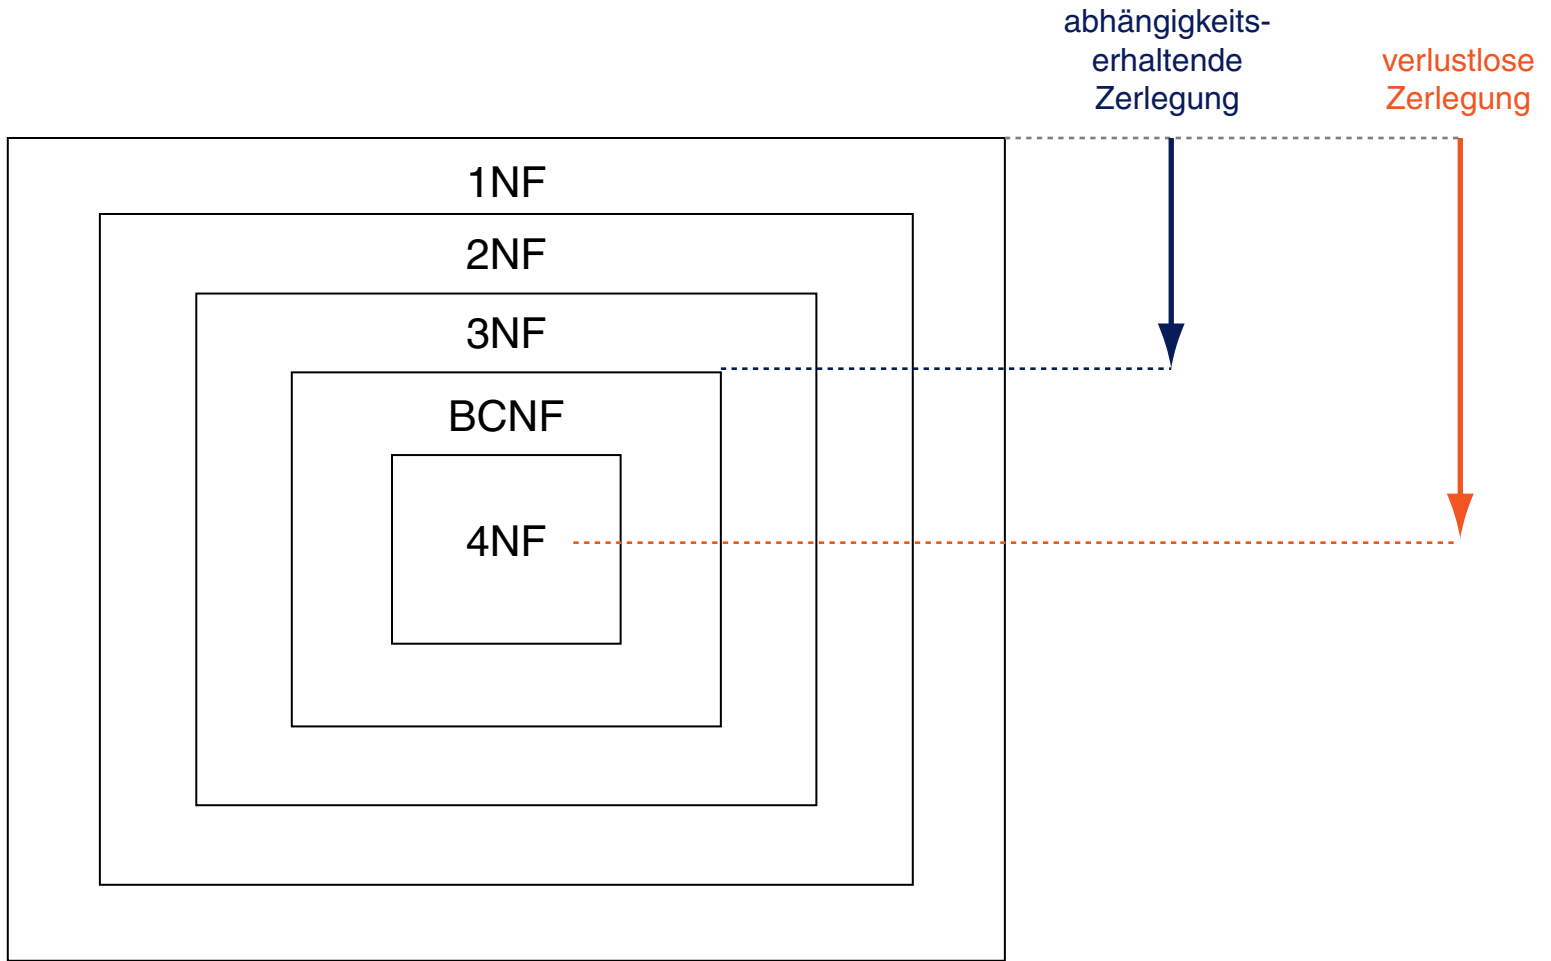 abhängigkeits-
erhaltende
Zerlegung
verlustlose
Zerlegung
1NF
2NF
3NF
BCNF
4NF